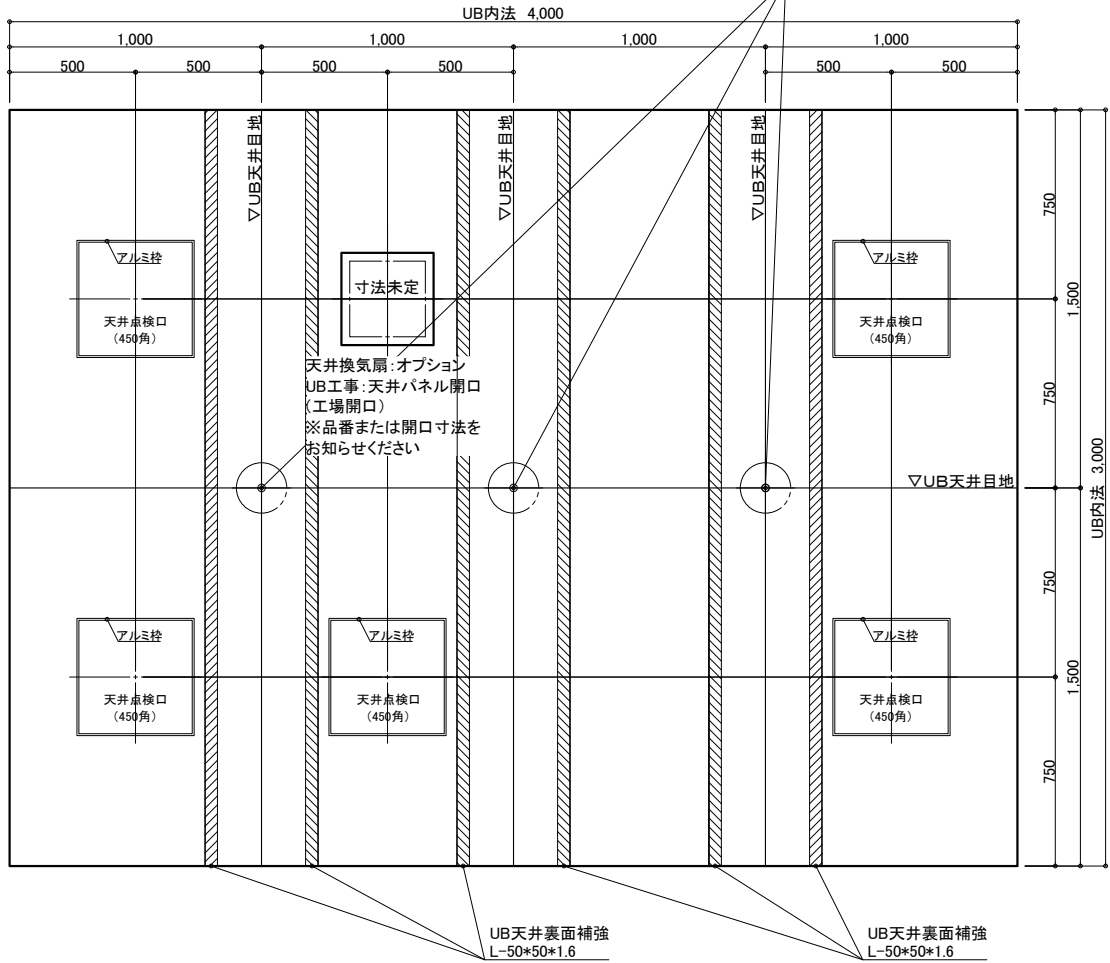 UB内法 4,000
1,000
1,000
1,000
1,000
500
500
500
500
500
500
▽UB天井目地
▽UB天井目地
▽UB天井目地
アルミ枠
天井点検口
(450角)
寸法未定
アルミ枠
天井点検口
(450角)
天井換気扇:オプション
UB工事:天井パネル開口
(工場開口)
※品番または開口寸法を
お知らせください
▽UB天井目地
750
750
750
750
1,500
1,500
UB内法 3,000
アルミ枠
天井点検口
(450角)
アルミ枠
天井点検口
(450角)
アルミ枠
天井点検口
(450角)
UB天井裏面補強
L-50*50*1.6
UB天井裏面補強
L-50*50*1.6